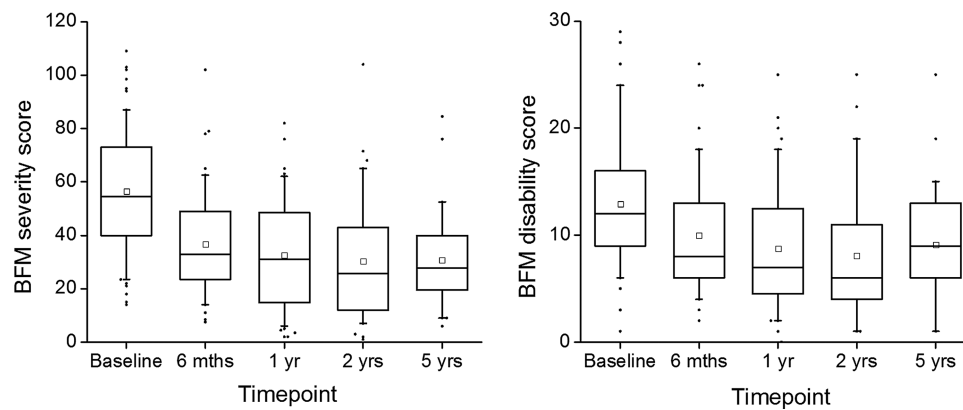 BFM severity score
120
100
80
60
40
20
0
Baseline 6 mths 1 yr 2 yrs 5 yrs
Timepoint
BFM disability score
30
20
10
0
Baseline 6 mths 1 yr 2 yrs 5 yrs
Timepoint